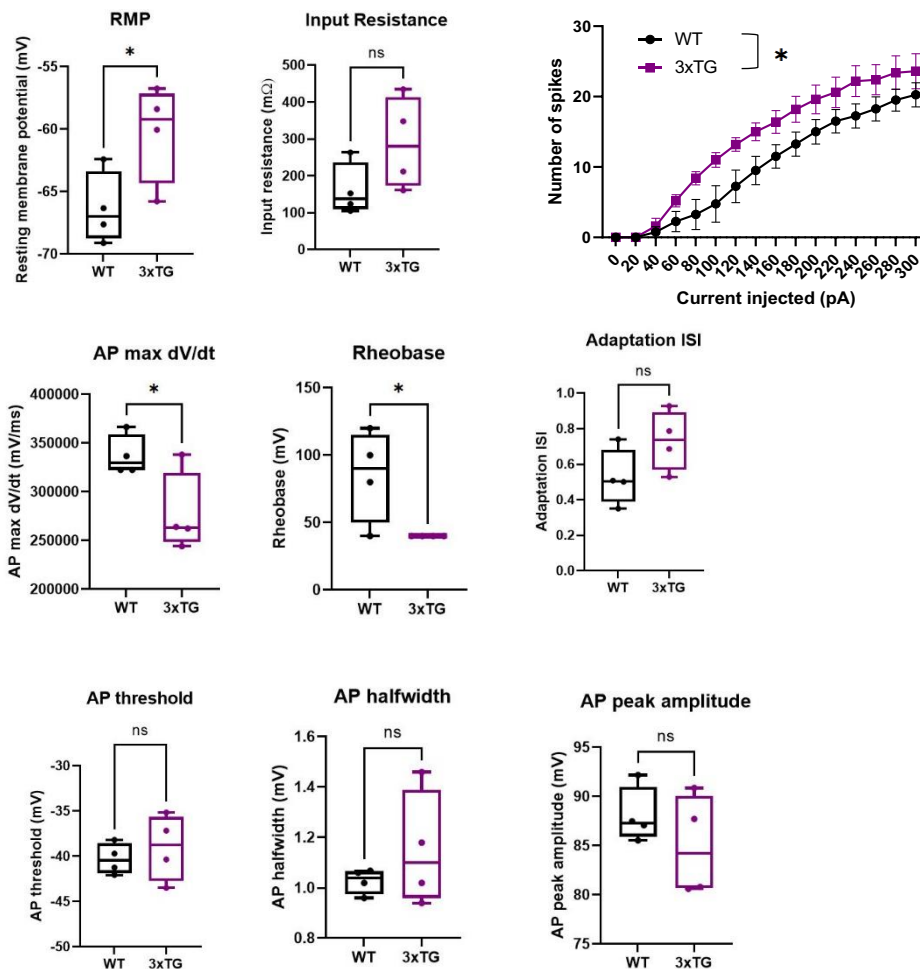 RMP
*
Resting membrane potential (mV)
-55
-60
-65
-70
WT
3xTG
Input Resistance
ns
Input resistance (mΩ)
500
400
300
200
100
0
WT
3xTG
WT
3xTG
*
Number of spikes
30
20
10
0
0
20
40
60
80
100
120
140
160
180
200
220
240
260
280
300
Current injected (pA)
AP max dV/dt
*
AP max dV/dt (mV/ms)
400000
350000
300000
250000
200000
WT
3xTG
Rheobase
*
Rheobase (mV)
150
100
50
0
WT
3xTG
Adaptation ISI
ns
Adaptation ISI
1.0
0.8
0.6
0.4
0.2
0.0
WT
3xTG
AP threshold
ns
AP threshold (mV)
-30
-35
-40
-45
-50
WT
3xTG
AP halfwidth
ns
AP halfwidth (mV)
1.6
1.4
1.2
1.0
0.8
WT
3xTG
AP peak amplitude
ns
AP peak amplitude (mV)
95
90
85
80
75
WT
3xTG